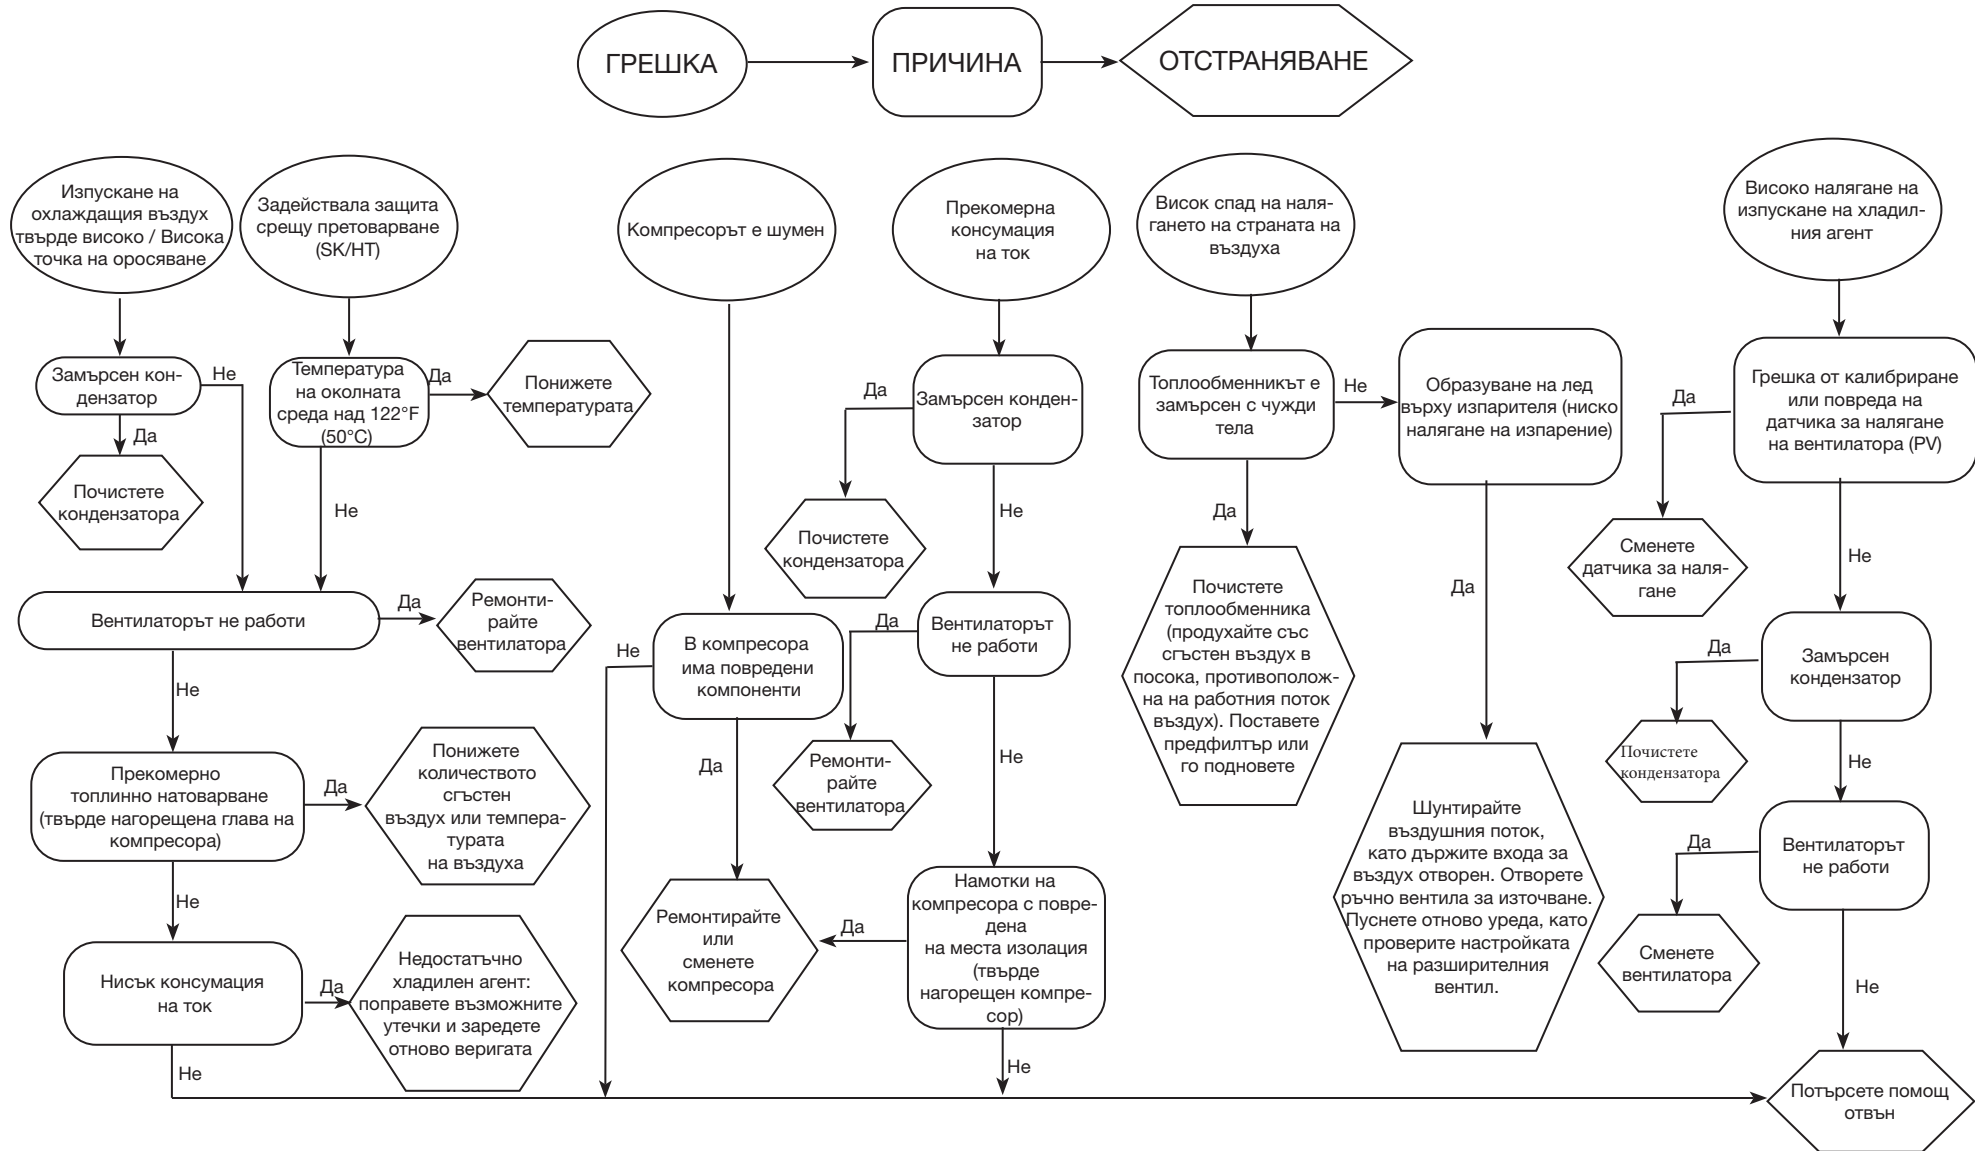 ГРЕШКА
ПРИЧИНА
ОТСТРАНЯВАНЕ
Изпускане на
охлаждащия въздух
твърде високо / Висока
точка на оросяване
Задействала защита
срещу претоварване
(SK/HT)
Компресорът е шумен
Прекомерна
консумация
на ток
Висок спад на наля-
гането на страната на
въздуха
Високо налягане на
изпускане на хладил-
ния агент
Замърсен кон-
дензатор
Не
Да
Почистете
кондензатора
Температура
на околната
среда над 122°F
(50°C)
Да
Понижете
температурата
Не
Вентилаторът не работи
Да
Ремонти-
райте
вентилатора
Не
Прекомерно
топлинно натоварване
(твърде нагорещена глава на
компресора)
Да
Понижете
количеството
сгъстен
въздух или темпера-
турата
на въздуха
Не
Нисък консумация
на ток
Да
Недостатъчно
хладилен агент:
поправете възможните
утечки и заредете
отново веригата
Не
В компресора
има повредени
компоненти
Не
Да
Ремонтирайте
или
сменете
компресора
Замърсен конден-
затор
Да
Почистете
кондензатора
Не
Вентилаторът
не работи
Да
Ремонти-
райте
вентилатора
Не
Намотки на
компресора с повре-
дена
на места изолация
(твърде
нагорещен компре-
сор)
Да
Не
Топлообменникът е
замърсен с чужди
тела
Не
Да
Почистете
топлообменника
(продухайте със
сгъстен въздух в
посока, противополож-
на на работния поток
въздух). Поставете
предфилтър или
го подновете
Образуване на лед
върху изпарителя (ниско
налягане на изпарение)
Да
Шунтирайте
въздушния поток,
като държите входа за
въздух отворен. Отворете
ръчно вентила за източване.
Пуснете отново уреда, като
проверите настройката
на разширителния
вентил.
Грешка от калибриране
или повреда на
датчика за налягане
на вентилатора (PV)
Да
Сменете
датчика за наля-
гане
Не
Замърсен
кондензатор
Да
Почистете
кондензатора
Не
Вентилаторът
не работи
Да
Сменете
вентилатора
Не
Потърсете помощ
отвън